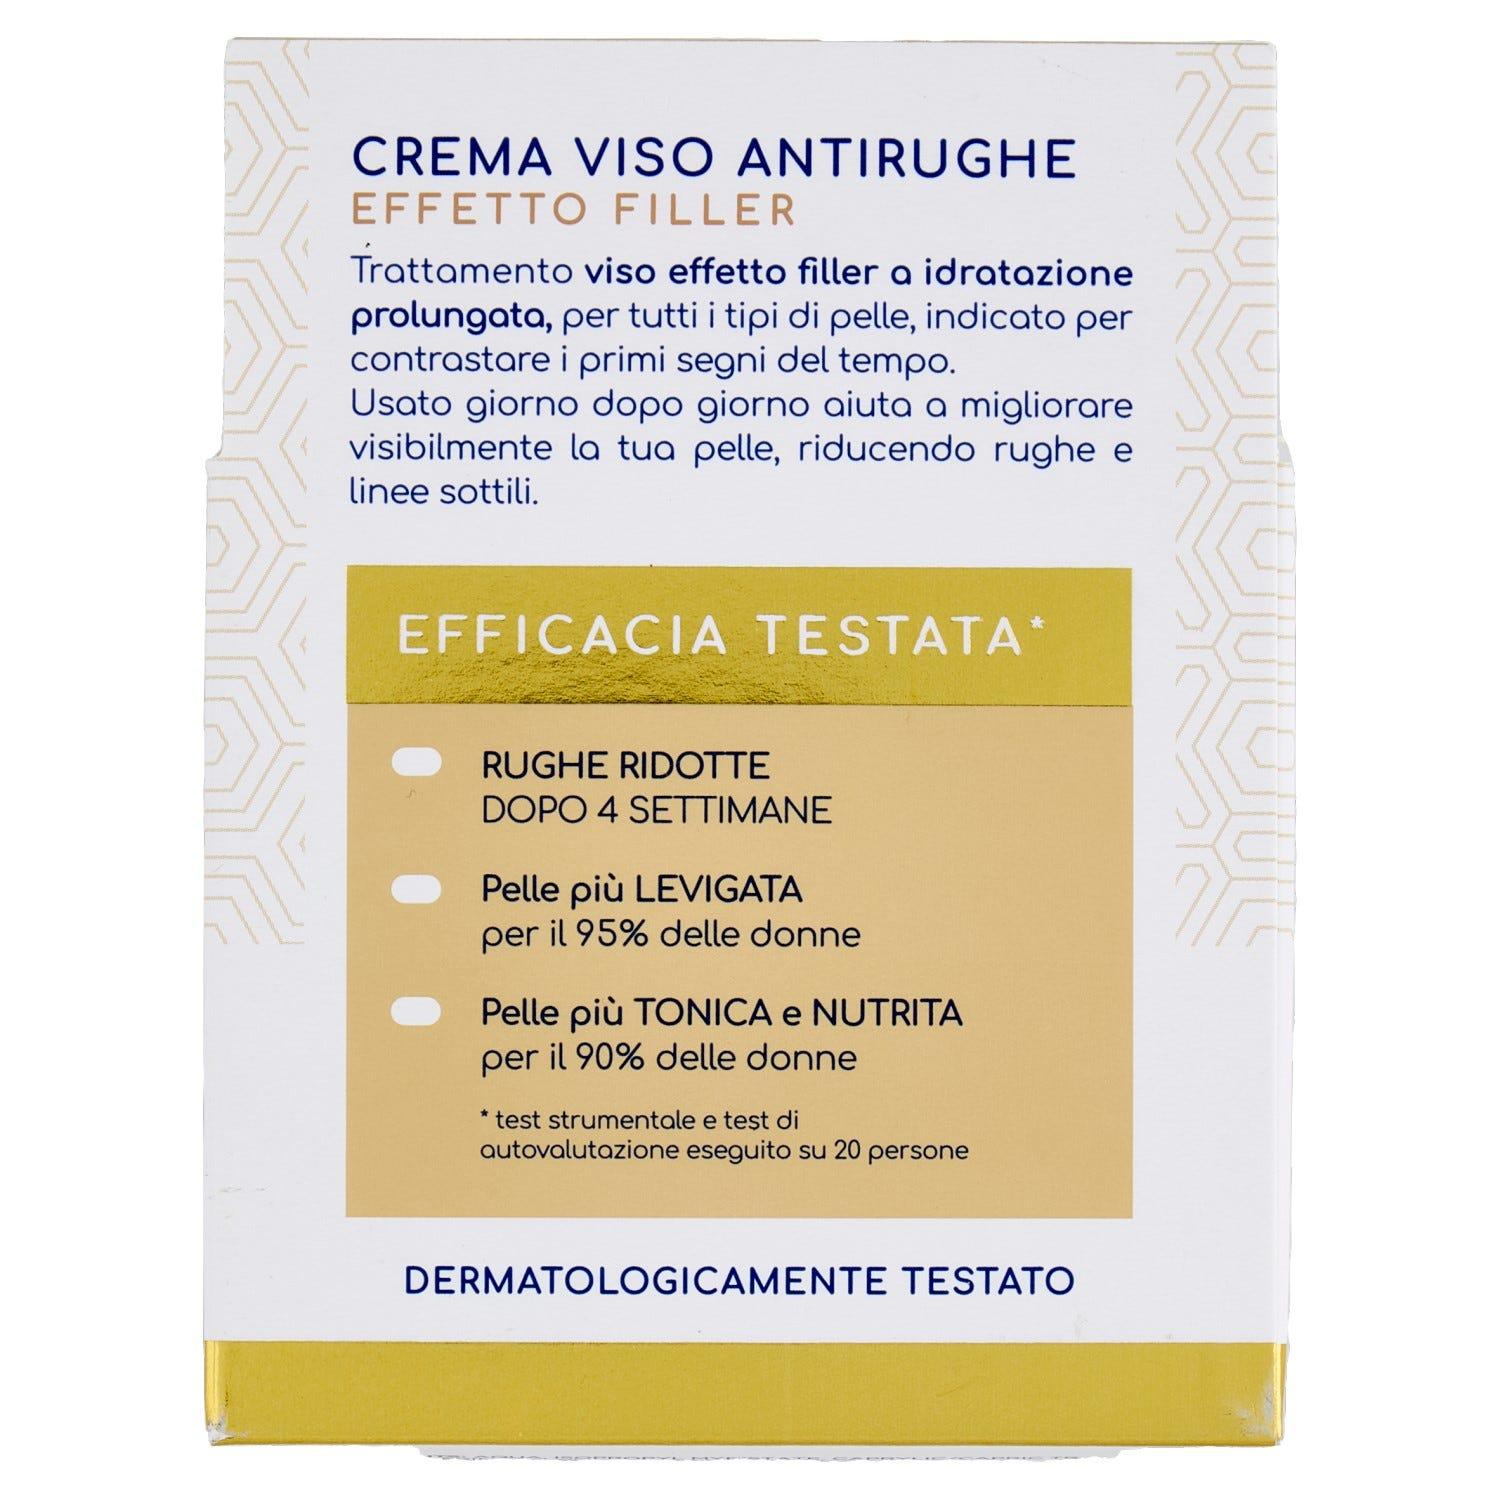 CREMA VISO ANTIRUGHE
EFFETTO FILLER
Trattamento viso effetto filler a idratazione
prolungata, per tutti i tipi di pelle, indicato per
contrastare i primi segni del tempo.
Usato giorno dopo giorno aiuta a migliorare
visibilmente la tua pelle, riducendo rughe e
linee sottili.
EFFICACIA TESTATA*
RUGHE RIDOTTE
DOPO 4 SETTIMANE
Pelle più LEVIGATA
per il 95% delle donne
Pelle più TONICA e NUTRITA
per il 90% delle donne
* test strumentale e test di
autovalutazione eseguito su 20 persone
DERMATOLOGICAMENTE TESTATO